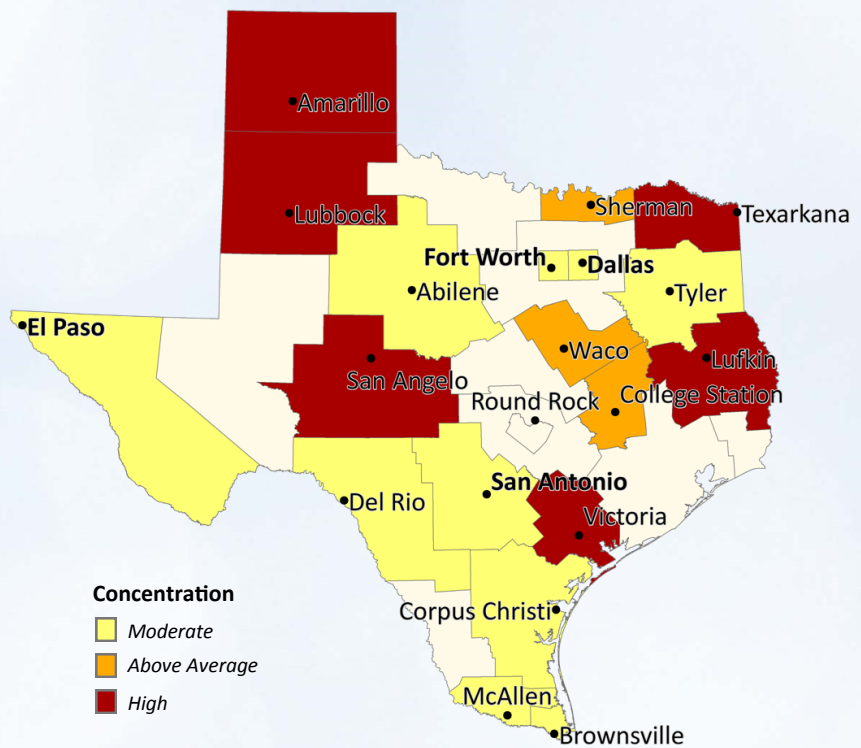 Amarillo
Lubbock
Sherman
Texarkana
Fort Worth
Dallas
Abilene
Tyler
El Paso
Waco
Lufkin
San Angelo
College Station
Round Rock
San Antonio
Del Rio
Victoria
Concentration
Moderate
Above Average
High
Corpus Christi
McAllen
Brownsville